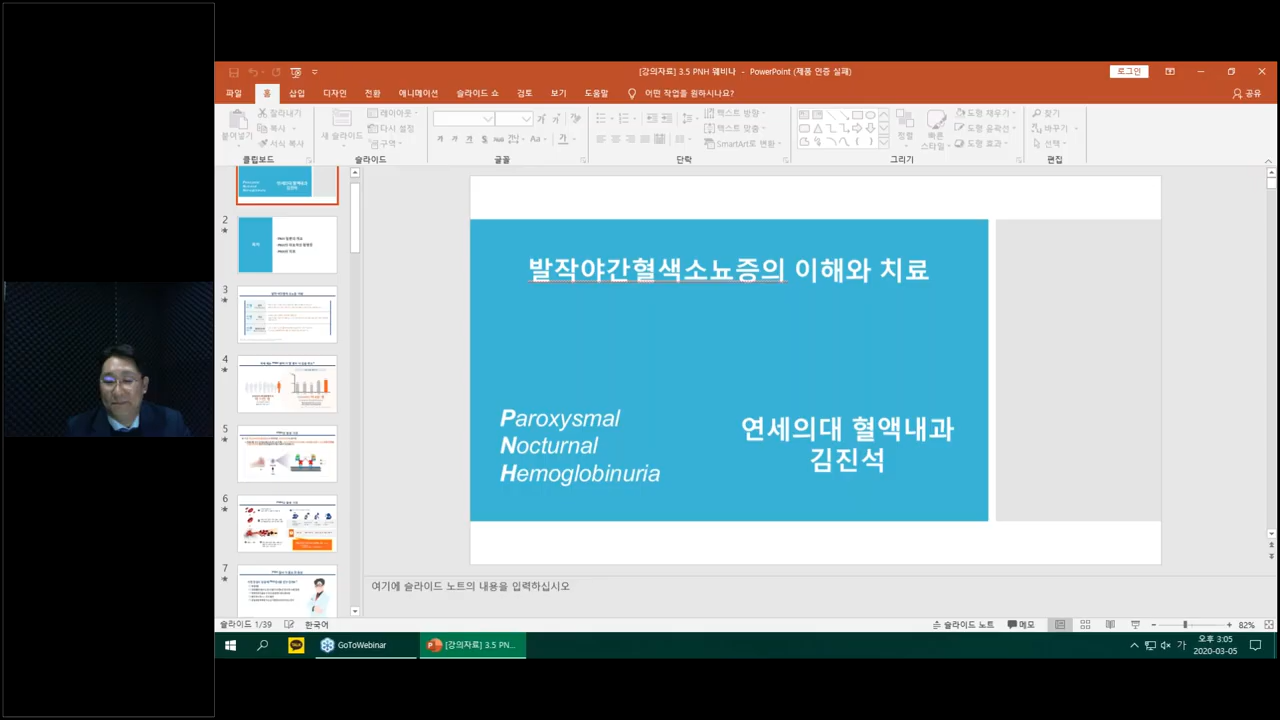 [강의자료] 3.5 PNH 웨비나 - PowerPoint (제품 인증 실패)
로그인
파일 홈 삽입 디자인 전환 애니메이션 슬라이드 쇼 검토 보기 도움말 어떤 작업을 원하시나요? 공유
붙여넣기
잘라내기
복사
서식 복사
클립보드
새 슬라이드
레이아웃
다시 설정
구역
슬라이드
글꼴
텍스트 방향
텍스트 맞춤
SmartArt로 변환
단락
정렬
빠른 스타일
도형 채우기
도형 윤곽선
도형 효과
그리기
찾기
바꾸기
선택
편집
2
3
4
5
6
7
발작야간혈색소뇨증의 이해와 치료
Paroxysmal
Nocturnal
Hemoglobinuria
연세의대 혈액내과
김진석
여기에 슬라이드 노트의 내용을 입력하십시오
슬라이드 1/39 한국어 슬라이드 노트 메모 82%
TALK GoToWebinar [강의자료] 3.5 PN... 가 오후 3:05
2020-03-05